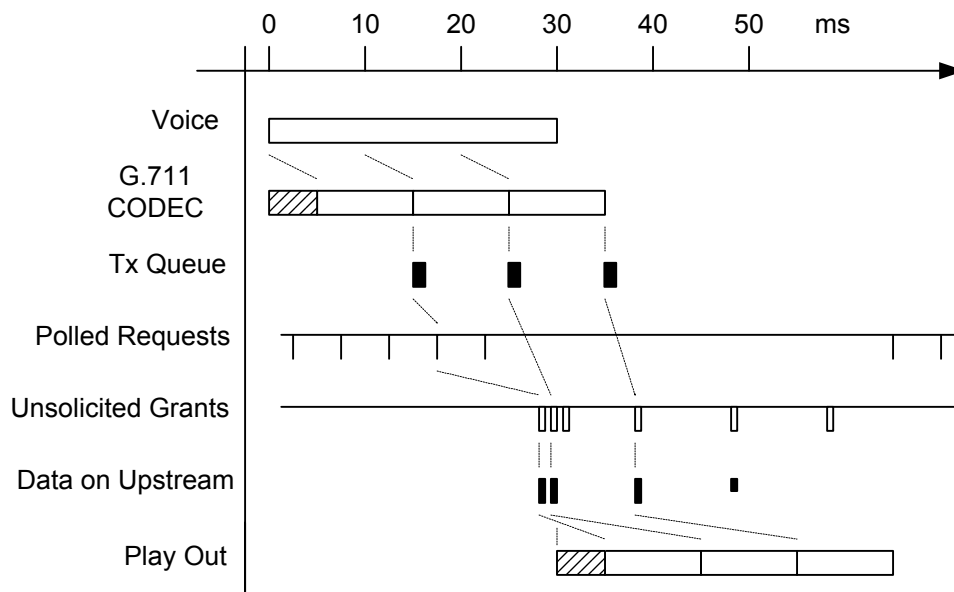 0 10 20 30 40 50 ms
Voice
G.711
CODEC
Tx Queue
Polled Requests
Unsolicited Grants
Data on Upstream
Play Out